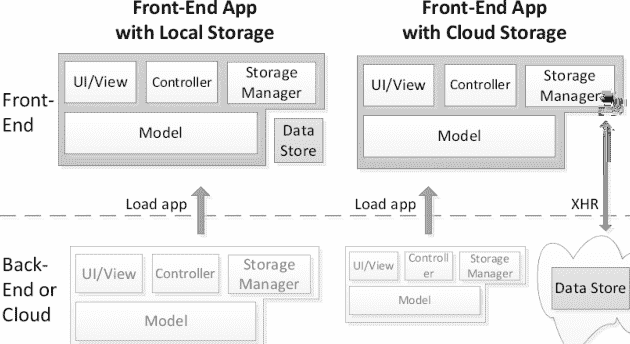 Front-End App
with Local Storage
Front-End App
with Cloud Storage
Front-
End
UI/View
Controller
Storage
Manager
Model
Data
Store
UI/View
Controller
Storage
Manager
Model
Load app
Load app
XHR
Back-
End or
Cloud
UI/View
Controller
Storage
Manager
Model
UI/View
Controll
er
Storage
Manager
Model
Data Store